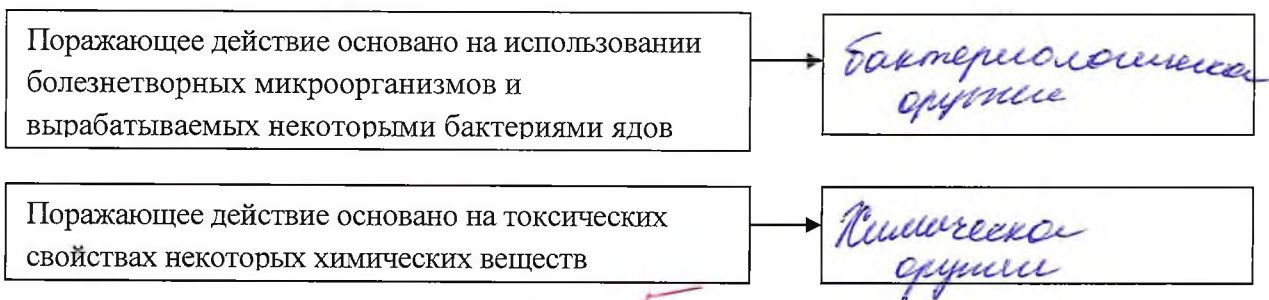 Поражающее действие основано на использовании
болезнетворных микроорганизмов и
вырабатываемых некоторыми бактериями ядов
бактериологическое
оружие
Поражающее действие основано на токсических
свойствах некоторых химических веществ
Химическое
оружие